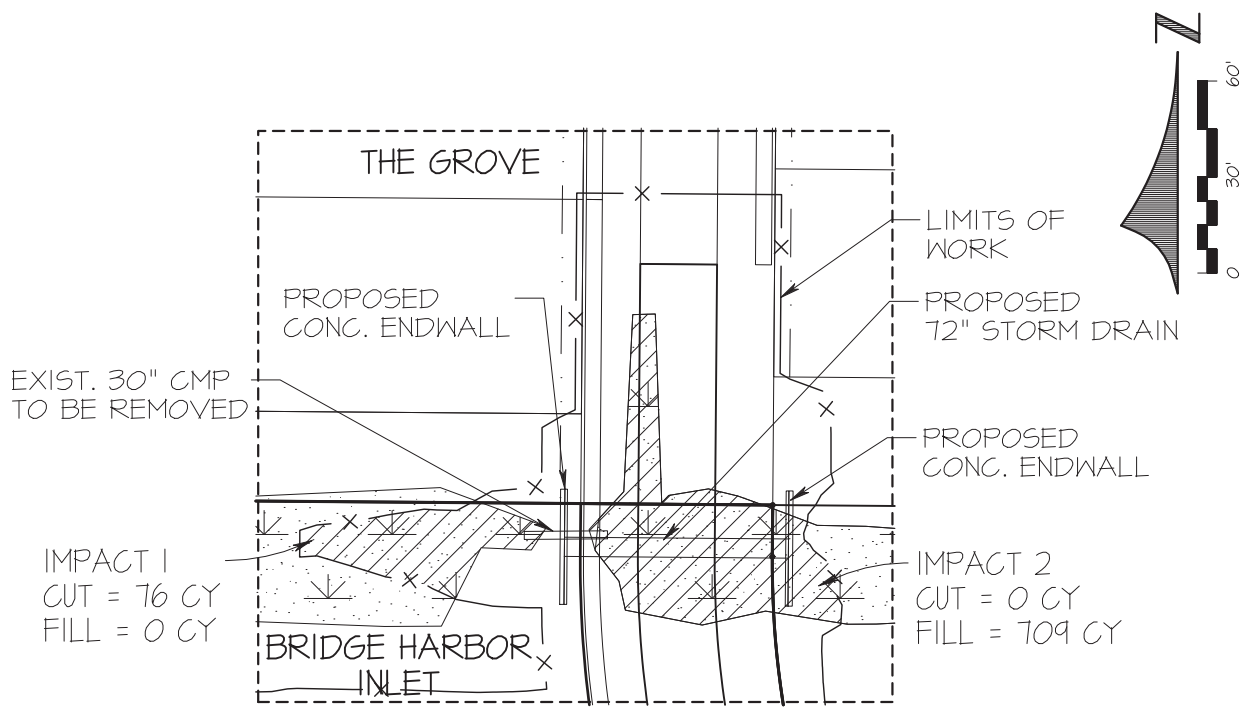 N
60'
30'
0
THE GROVE
LIMITS OF
WORK
PROPOSED
CONC. ENDWALL
PROPOSED
72" STORM DRAIN
EXIST. 30" CMP
TO BE REMOVED
PROPOSED
CONC. ENDWALL
IMPACT 1
CUT = 76 CY
FILL = 0 CY
IMPACT 2
CUT = 0 CY
FILL = 709 CY
BRIDGE HARBOR
INLET